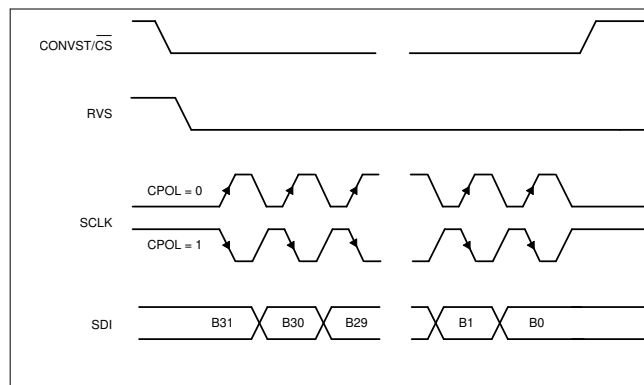 CONVST/CS
RVS
CPOL = 0
SCLK
CPOL = 1
SDI
B31 B30 B29 B1 B0